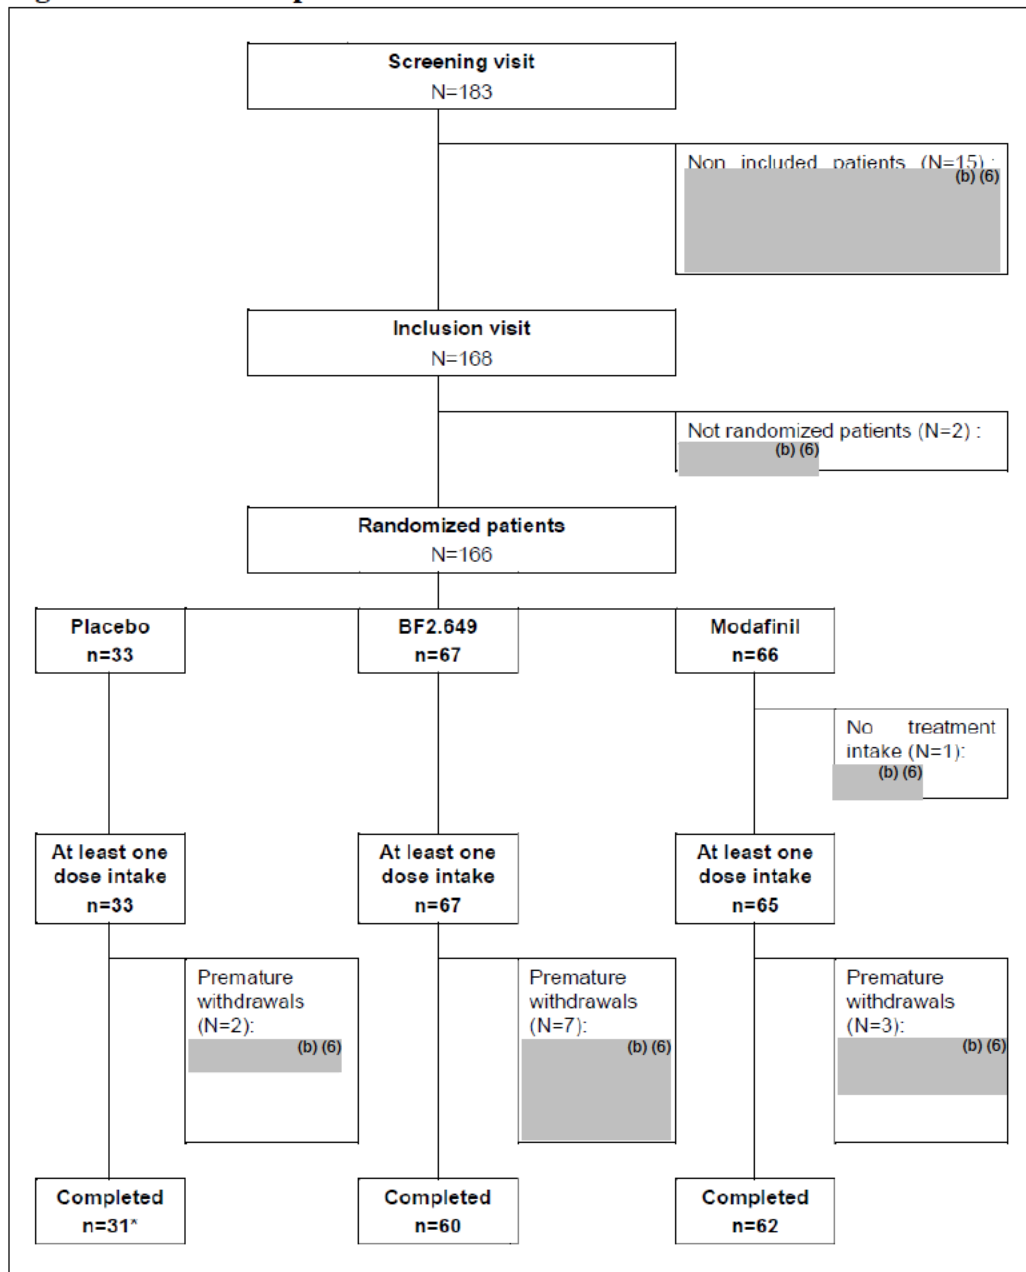 Screening visit
N=183
Non included patients (N=15) :
(b) (6)
Inclusion visit
N=168
Not randomized patients (N=2) :
(b) (6)
Randomized patients
N=166
Placebo
n=33
BF2.649
n=67
Modafinil
n=66
No treatment
intake (N=1):
(b) (6)
At least one
dose intake
n=33
At least one
dose intake
n=67
At least one
dose intake
n=65
Premature
withdrawals
(N=2):
(b) (6)
Premature
withdrawals
(N=7):
(b) (6)
Premature
withdrawals
(N=3):
(b) (6)
Completed
n=31*
Completed
n=60
Completed
n=62